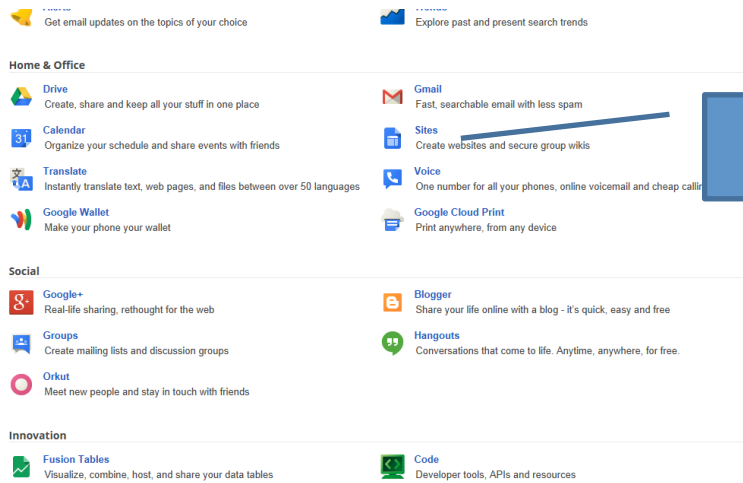 Get email updates on the topics of your choice
Explore past and present search trends
Home & Office
Drive
Create, share and keep all your stuff in one place
Gmail
Fast, searchable email with less spam
31
Calendar
Organize your schedule and share events with friends
Sites
Create websites and secure group wikis
Translate
Instantly translate text, web pages, and files between over 50 languages
Voice
One number for all your phones, online voicemail and cheap
Google Wallet
Make your phone your wallet
Google Cloud Print
Print anywhere, from any device
Social
Google+
Real-life sharing, rethought for the web
Blogger
Share your life online with a blog - it's quick, easy and free
Groups
Create mailing lists and discussion groups
Hangouts
Conversations that come to life. Anytime, anywhere, for free.
Orkut
Meet new people and stay in touch with friends
Innovation
Fusion Tables
Visualize, combine, host, and share your data tables
Code
Developer tools, APIs and resources